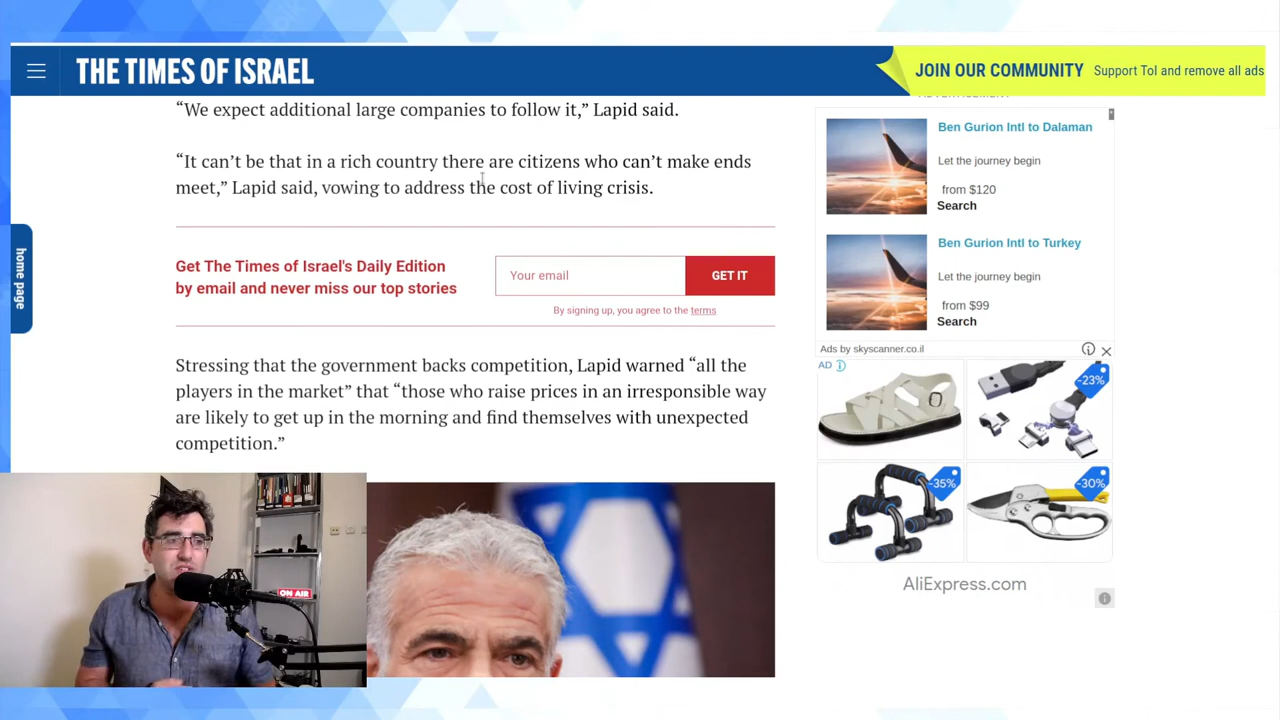 THE TIMES OF ISRAEL
JOIN OUR COMMUNITY Support ToI and remove all ads
“We expect additional large companies to follow it,” Lapid said.
“It can’t be that in a rich country there are citizens who can’t make ends
meet,” Lapid said, vowing to address the cost of living crisis.
home page
Get The Times of Israel's Daily Edition
by email and never miss our top stories
Your email
GET IT
By signing up, you agree to the terms
Stressing that the government backs competition, Lapid warned “all the
players in the market” that “those who raise prices in an irresponsible way
are likely to get up in the morning and find themselves with unexpected
competition.”
ON AIR
ADVERTISEMENT
Ben Gurion Intl to Dalaman
Let the journey begin
from $120
Search
Ben Gurion Intl to Turkey
Let the journey begin
from $99
Search
Ads by skyscanner.co.il
AD
-23%
-35%
-30%
AliExpress.com